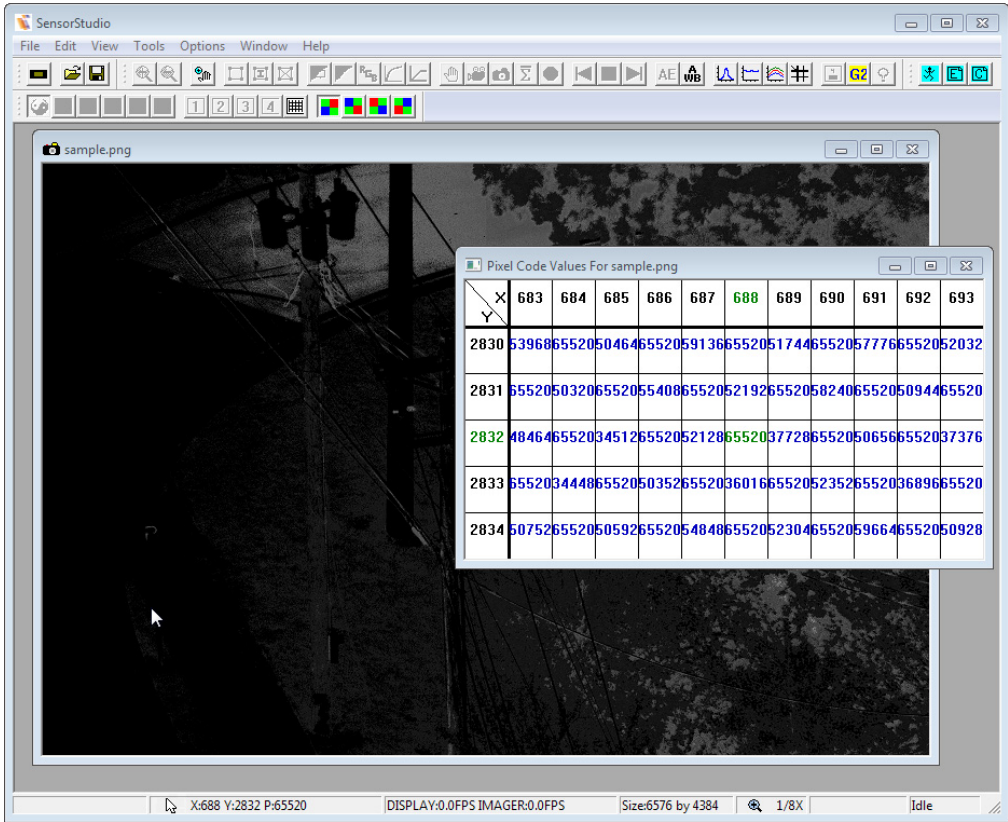 SensorStudio
File Edit View Tools Options Window Help
AE AWB G2 E C
1 2 3 4
sample.png
Pixel Code Values For sample.png
X 683 684 685 686 687 688 689 690 691 692 693
Y
2830 53968 65520 50464 65520 59136 65520 51744 65520 57776 65520 52032
2831 65520 50320 65520 55408 65520 52192 65520 58240 65520 50944 65520
2832 48464 65520 34512 65520 52128 65520 37728 65520 50656 65520 37376
2833 65520 34448 65520 50352 65520 36016 65520 52352 65520 36896 65520
2834 50752 65520 50592 65520 54848 65520 52304 65520 59664 65520 50928
X:688 Y:2832 P:65520 DISPLAY:0.0FPS IMAGER:0.0FPS Size:6576 by 4384 1/8X Idle